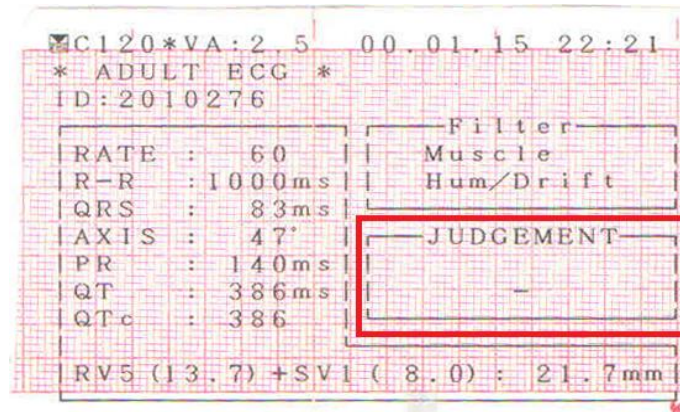 C120*VA:2.5 00.01.15 22:21
* ADULT ECG *
ID:2010276
Filter
RATE : 60 Muscle
R-R :1000ms Hum/Drift
QRS : 83ms
AXIS : 47° JUDGEMENT
PR : 140ms
QT : 386ms -
QTc : 386
RV5(13.7)+SV1( 8.0): 21.7mm